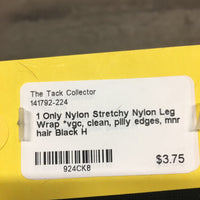 The Tack Collector
141792-224
1 Only Nylon Stretchy Nylon Leg
Wrap *vgc, clean, pilly edges, mnr
hair Black H
$3.75
924CK8